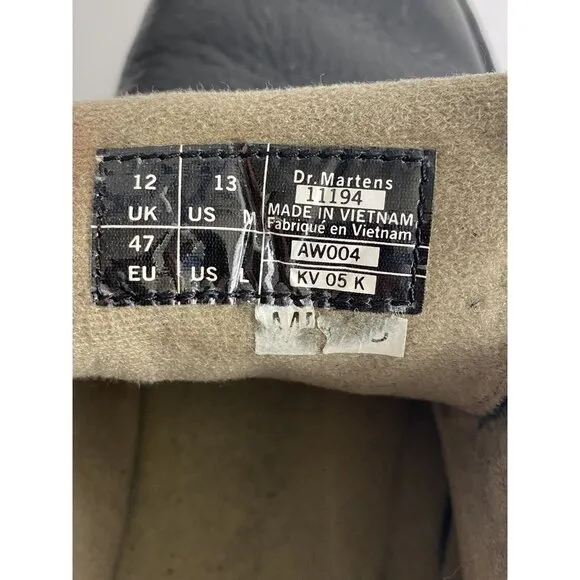 12 UK
13 US M
47 EU
US L
Dr.Martens
11194
MADE IN VIETNAM
Fabriqué en Vietnam
AW004
KV 05 K